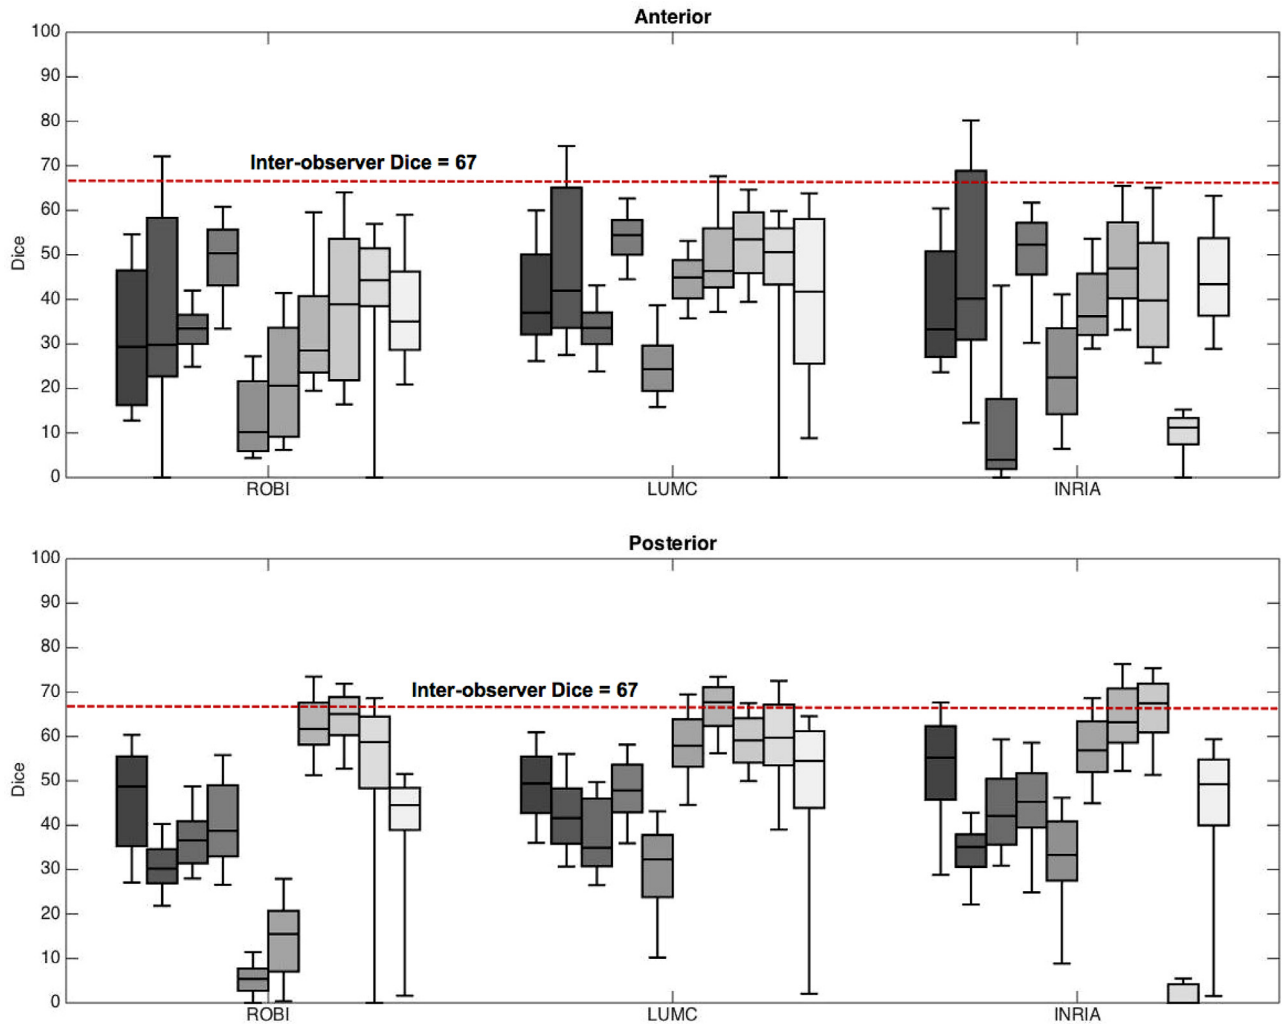 Anterior
100
90
80
70
60
50
40
30
20
10
0
Dice
Inter-observer Dice = 67
ROBI LUMC INRIA
Posterior
100
90
80
70
60
50
40
30
20
10
0
Dice
Inter-observer Dice = 67
ROBI LUMC INRIA